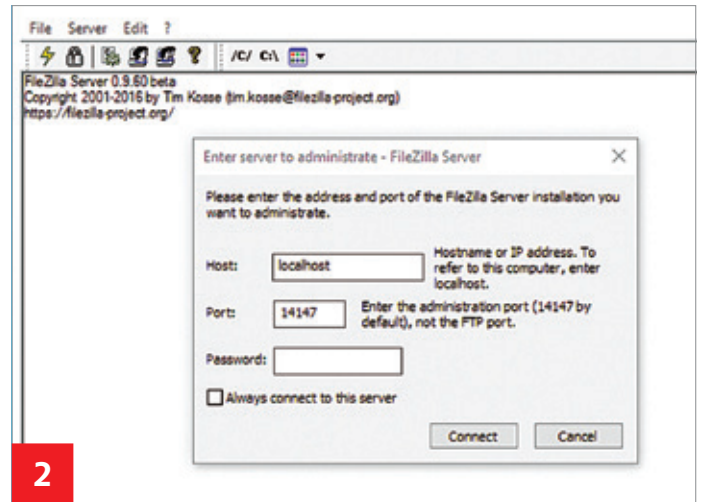 File Server Edit ?
/C/ C:\
FileZilla Server 0.9.60 beta
Copyright 2001-2016 by Tim Kosse (tim.kosse@filezilla-project.org)
https://filezilla-project.org/
Enter server to administrate - FileZilla Server
Please enter the address and port of the FileZilla Server installation you
want to administrate.
Host:
localhost
Hostname or IP address. To
refer to this computer, enter
localhost.
Port:
14147
Enter the administration port (14147 by
default), not the FTP port.
Password:
Always connect to this server
Connect
Cancel
2